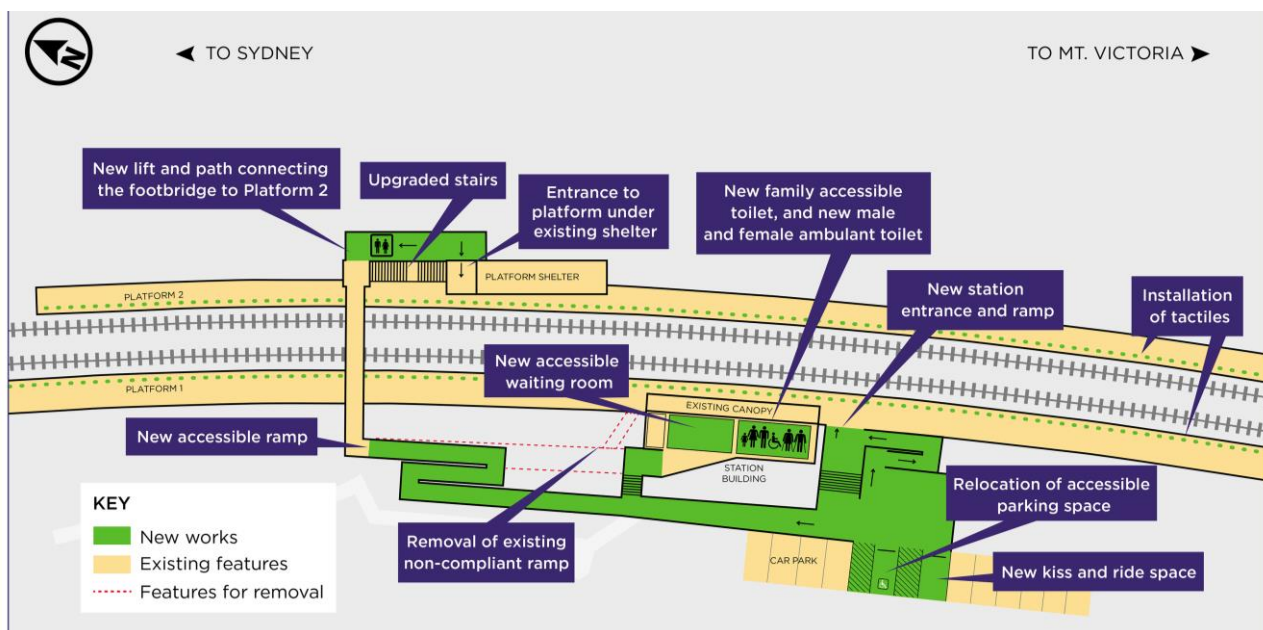 N
TO SYDNEY
TO MT. VICTORIA
New lift and path connecting
the footbridge to Platform 2
Upgraded stairs
Entrance to
platform under
existing shelter
New family accessible
toilet, and new male
and female ambulant toilet
New station
entrance and ramp
Installation
of tactiles
PLATFORM SHELTER
PLATFORM 2
PLATFORM 1
New accessible
waiting room
EXISTING CANOPY
New accessible ramp
STATION
BUILDING
Removal of existing
non-compliant ramp
Relocation of accessible
parking space
CAR PARK
New kiss and ride space
KEY
New works
Existing features
Features for removal